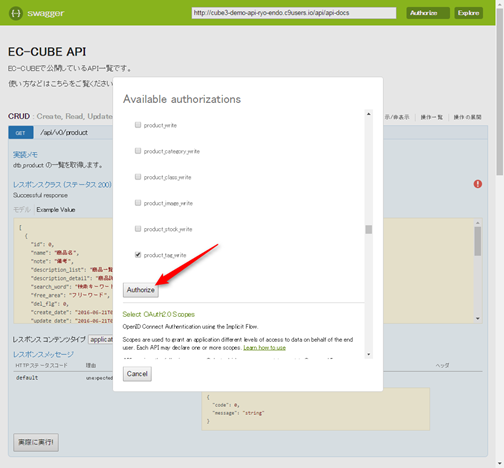 swagger
http://cube3-demo-api-ryo-endo.c9users.io/api/api-docs
Authorize
Explore
EC-CUBE API
EC-CUBEで公開しているAPI一覧です。
使い方などはこちらをご覧ください
CRUD : Create, Read, Update
示/非表示
操作一覧
操作の展開
GET
/api/v0/product
実装メモ
dtb_product の一覧を取得します。
レスポンスクラス (ステータス 200)
Successful response
モデル
Example Value
[
{
"id": 0,
"name": "商品名",
"note": "備考",
"description_list": "商品一覧
"description_detail": "商品詳
"search_word": "検索キーワード
"free_area": "フリーワード",
"del_flg": 0,
"create_date": "2016-06-21T0
"update_date": "2016-06-21T0
レスポンスコンテンツタイプ
レスポンスメッセージ
HTTPステータスコード
理由
ヘッダ
default
unexpected
{
"code": 0,
"message": "string"
}
実際に実行!
Available authorizations
product_write
product_category_write
product_class_write
product_image_write
product_stock_write
product_tag_write
Authorize
Select OAuth2.0 Scopes
OpenID Connect Authentication using the Implicit Flow.
Scopes are used to grant an application different levels of access to data on behalf of the end
user. Each API may declare one or more scopes. Learn how to use
Cancel